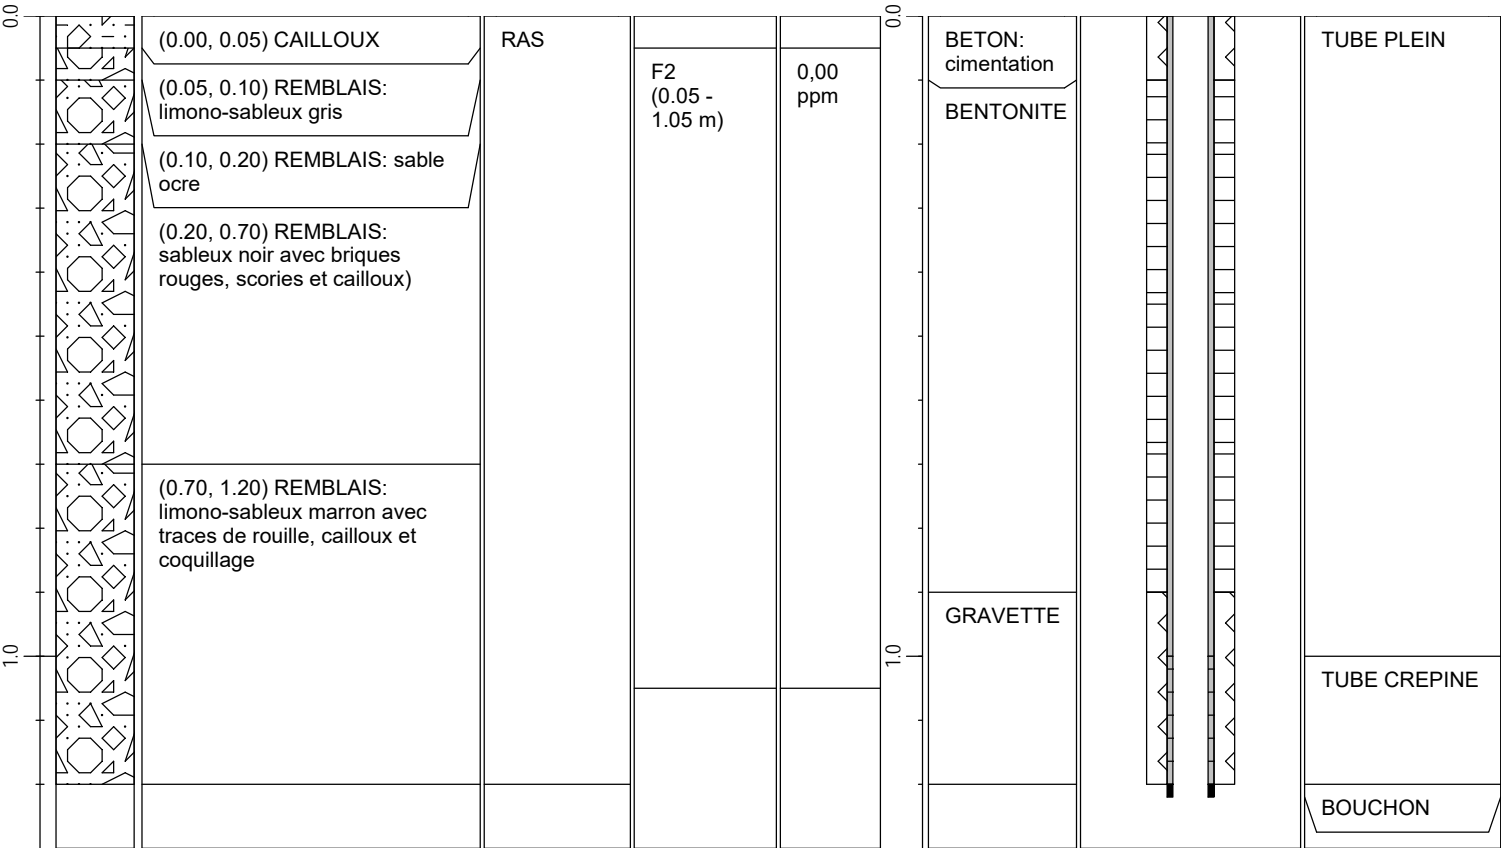 0.0
(0.00, 0.05) CAILLOUX
(0.05, 0.10) REMBLAIS:
limono-sableux gris
(0.10, 0.20) REMBLAIS: sable
ocre
(0.20, 0.70) REMBLAIS:
sableux noir avec briques
rouges, scories et cailloux)
(0.70, 1.20) REMBLAIS:
limono-sableux marron avec
traces de rouille, cailloux et
coquillage
1.0
RAS
F2
(0.05 -
1.05 m)
0,00
ppm
0.0
BETON:
cimentation
BENTONITE
GRAVETTE
1.0
TUBE PLEIN
TUBE CREPINE
BOUCHON